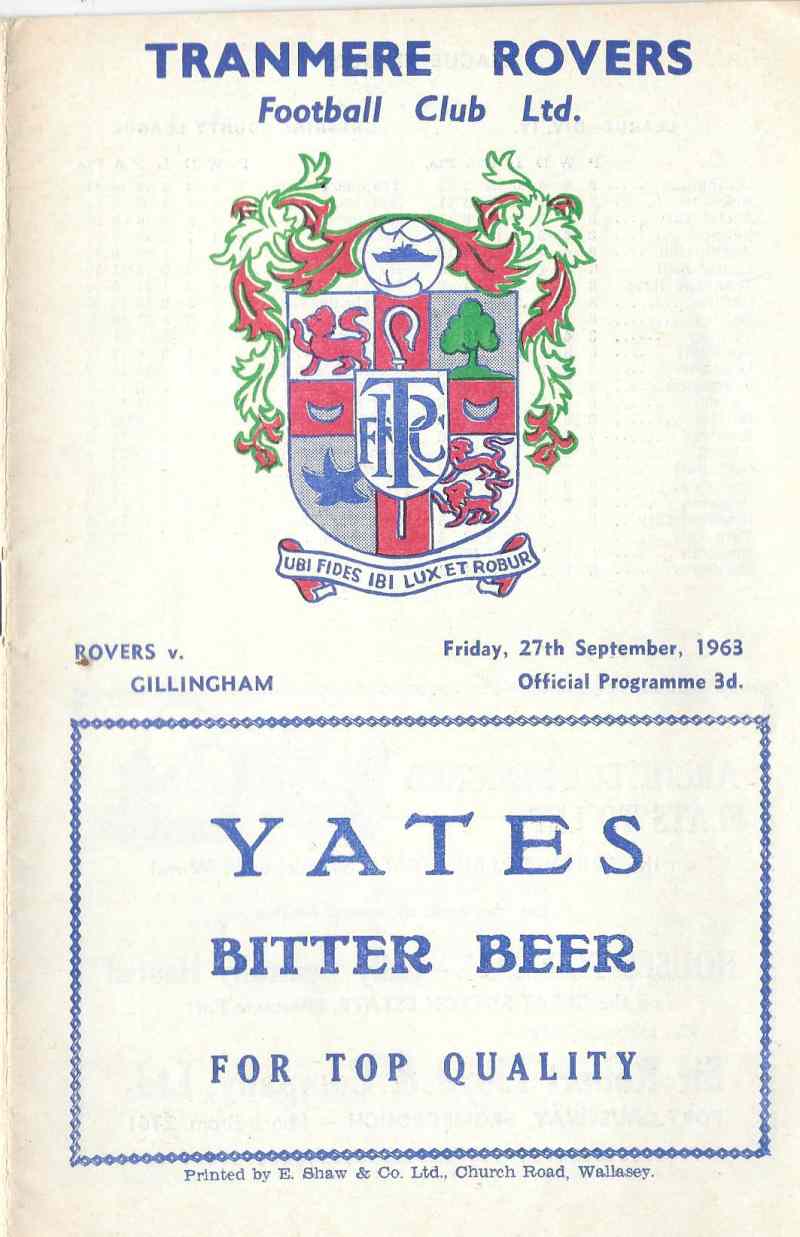 TRANMERE ROVERS
Football Club Ltd.
TRFC
UBI FIDES IBI LUX ET ROBUR
ROVERS v.
GILLINGHAM
Friday, 27th September, 1963
Official Programme 3d.
YATES
BITTER BEER
FOR TOP QUALITY
Printed by E. Shaw & Co. Ltd., Church Road, Wallasey.